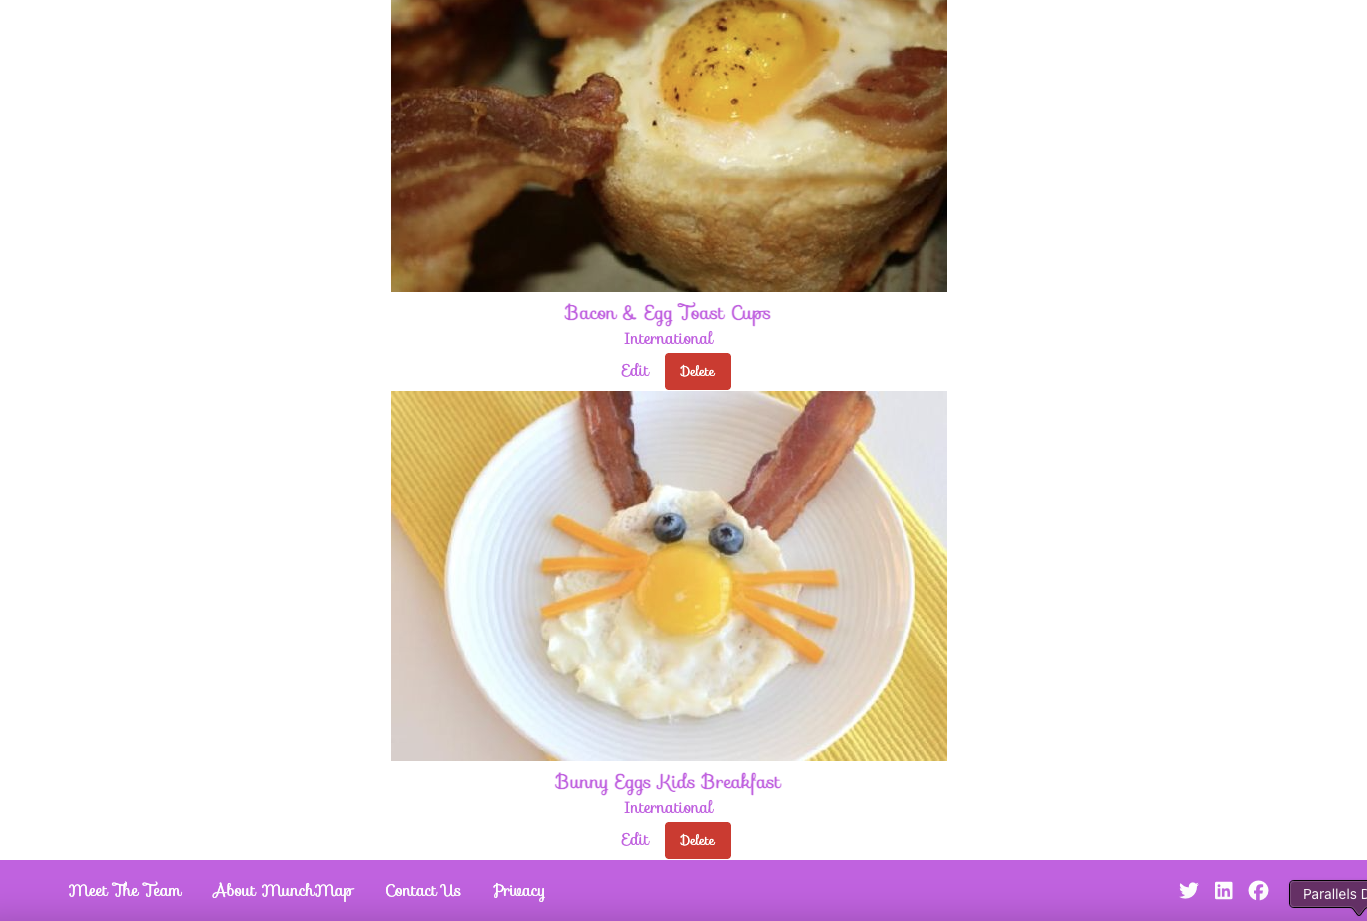 Bacon & Egg Toast Cups
International
Edit Delete
Bunny Eggs Kids Breakfast
International
Edit Delete
Meet The Team About MunchMap Contact Us Privacy
Parallels D